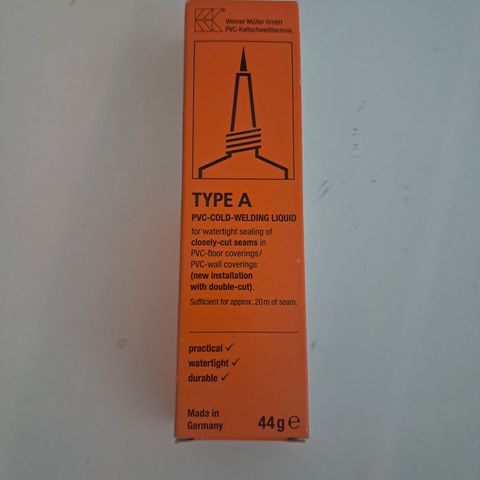 Werner Müller GmbH
PVC-Kaltschweißtechnik
TYPE A
PVC-COLD-WELDING LIQUID
for watertight sealing of
closely-cut seams in
PVC-floor coverings/
PVC-wall coverings
(new installation
with double-cut).
Sufficient for approx. 20 m of seam.
practical ✓
watertight ✓
durable ✓
Made in
Germany
44 g ℮